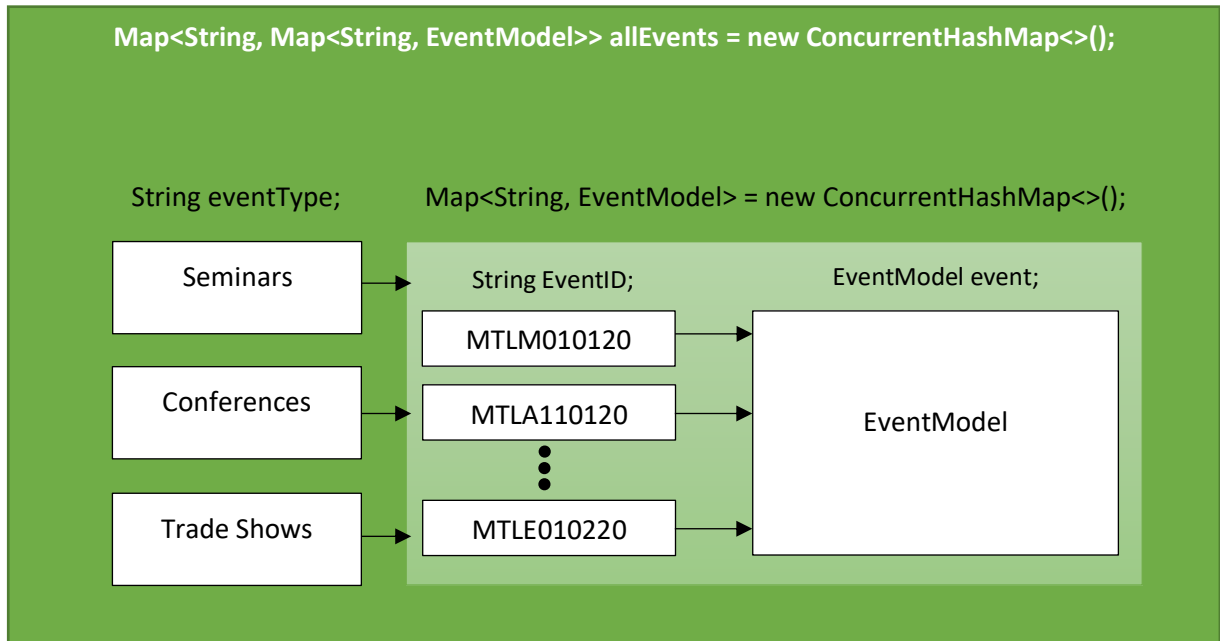 Map<String, Map<String, EventModel>> allEvents = new ConcurrentHashMap<>();
String eventType;
Map<String, EventModel> = new ConcurrentHashMap<>();
Seminars
String EventID;
EventModel event;
MTLM010120
Conferences
MTLA110120
EventModel
Trade Shows
MTLE010220